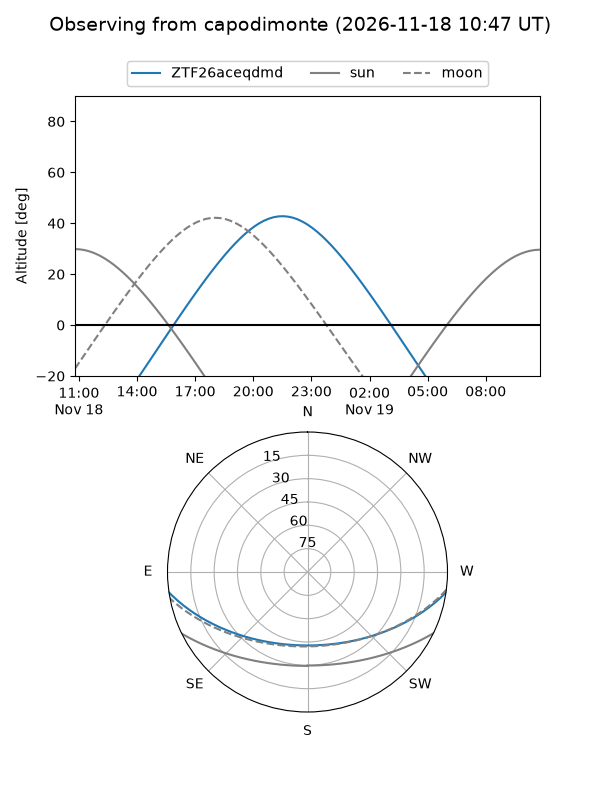 Observing from capodimonte (2026-11-18 10:47 UT)
ZTF26aceqdmd sun moon
80
60
40
20
0
−20
Altitude [deg]
11:00 14:00 17:00 20:00 23:00 02:00 05:00 08:00
Nov 18 Nov 19
N
NE NW
15
30
45
60
75
E W
SE SW
S